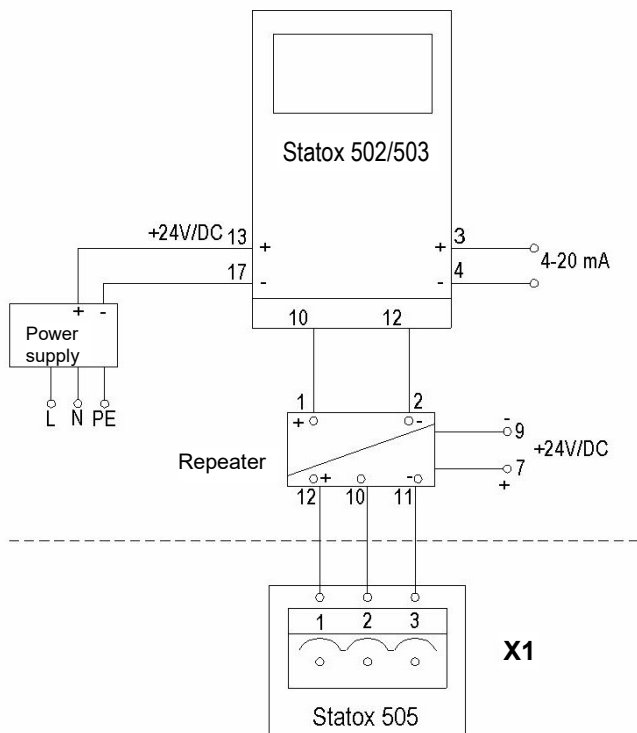 Statox 502/503
+24V/DC 13 + + 3
4-20 mA
17 - - 4
+ -
Power
supply
10 12
L N PE
1 2
+ -
- 9
+24V/DC
Repeater
7
+
+ -
12 10 11
1 2 3
X1
Statox 505